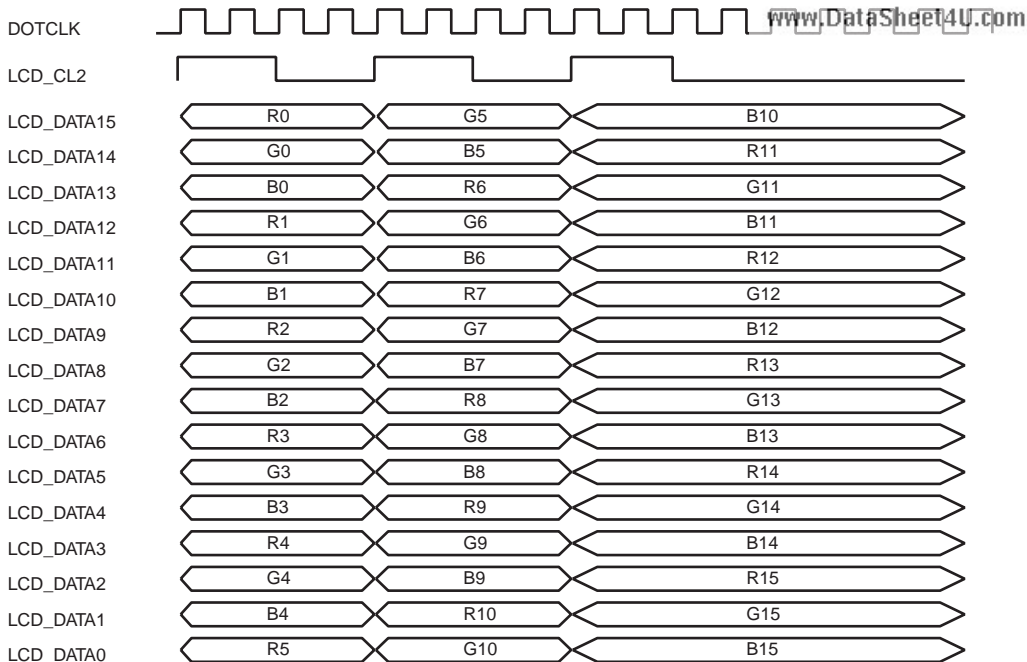 DOTCLK www.DataSheet4U.com
LCD_CL2
LCD_DATA15 R0 G5 B10
LCD_DATA14 G0 B5 R11
LCD_DATA13 B0 R6 G11
LCD_DATA12 R1 G6 B11
LCD_DATA11 G1 B6 R12
LCD_DATA10 B1 R7 G12
LCD_DATA9 R2 G7 B12
LCD_DATA8 G2 B7 R13
LCD_DATA7 B2 R8 G13
LCD_DATA6 R3 G8 B13
LCD_DATA5 G3 B8 R14
LCD_DATA4 B3 R9 G14
LCD_DATA3 R4 G9 B14
LCD_DATA2 G4 B9 R15
LCD_DATA1 B4 R10 G15
LCD_DATA0 R5 G10 B15